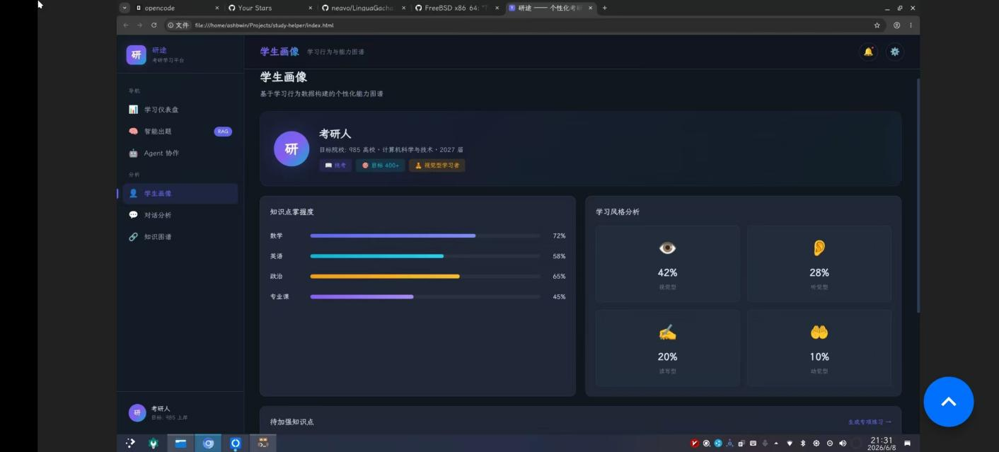 opencode
Your Stars
neavo/LinguaGacha:
FreeBSD x86 64: "T
研途 —— 个性化考研
文件 file:///home/ashbwin/Projects/study-helper/index.html
研
研途
考研学习平台
学生画像 学习行为与能力图谱
导航
学习仪表盘
智能出题 RAG
Agent 协作
分析
学生画像
对话分析
知识图谱
学生画像
基于学习行为数据构建的个性化能力图谱
研
考研人
目标院校: 985 高校 · 计算机科学与技术 · 2027 届
统考
目标 400+
视觉型学习者
知识点掌握度
数学 72%
英语 58%
政治 65%
专业课 45%
学习风格分析
42%
视觉型
28%
听觉型
20%
读写型
10%
动觉型
待加强知识点
生成专项练习 →
研
考研人
目标: 985 上岸
21:31
2026/6/8